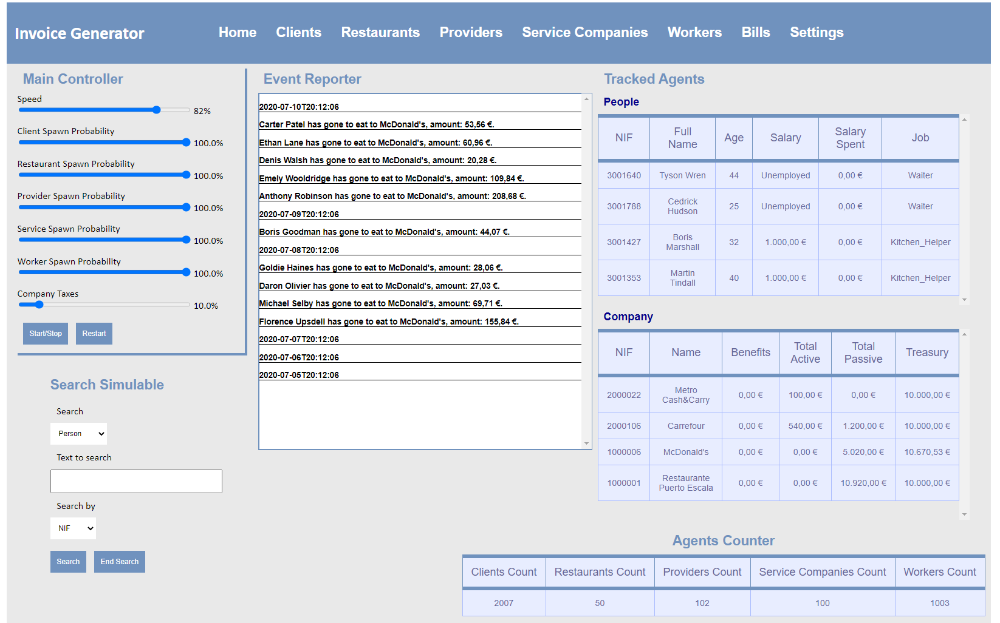 Invoice Generator
Home Clients Restaurants Providers Service Companies Workers Bills Settings
Main Controller
Speed
82%
Client Spawn Probability
100.0%
Restaurant Spawn Probability
100.0%
Provider Spawn Probability
100.0%
Service Spawn Probability
100.0%
Worker Spawn Probability
100.0%
Company Taxes
10.0%
Start/Stop Restart
Search Simulable
Search
Person
Text to search
Search by
NIF
Search End Search
Event Reporter
2020-07-10T20:12:06
Carter Patel has gone to eat to McDonald's, amount: 53,56 €.
Ethan Lane has gone to eat to McDonald's, amount: 60,96 €.
Denis Walsh has gone to eat to McDonald's, amount: 20,28 €.
Emely Wooldridge has gone to eat to McDonald's, amount: 109,84 €.
Anthony Robinson has gone to eat to McDonald's, amount: 208,68 €.
2020-07-09T20:12:06
Boris Goodman has gone to eat to McDonald's, amount: 44,07 €.
2020-07-08T20:12:06
Goldie Haines has gone to eat to McDonald's, amount: 28,06 €.
Daron Olivier has gone to eat to McDonald's, amount: 27,03 €.
Michael Selby has gone to eat to McDonald's, amount: 69,71 €.
Florence Upsdell has gone to eat to McDonald's, amount: 155,84 €.
2020-07-07T20:12:06
2020-07-06T20:12:06
2020-07-05T20:12:06
Tracked Agents
People
NIF Full Name Age Salary Salary Spent Job
3001640 Tyson Wren 44 Unemployed 0,00 € Waiter
3001788 Cedrick Hudson 25 Unemployed 0,00 € Waiter
3001427 Boris Marshall 32 1.000,00 € 0,00 € Kitchen_Helper
3001353 Martin Tindall 40 1.000,00 € 0,00 € Kitchen_Helper
Company
NIF Name Benefits Total Active Total Passive Treasury
2000022 Metro Cash&Carry 0,00 € 100,00 € 0,00 € 10.000,00 €
2000106 Carrefour 0,00 € 540,00 € 1.200,00 € 10.000,00 €
1000006 McDonald's 0,00 € 0,00 € 5.020,00 € 10.670,53 €
1000001 Restaurante Puerto Escala 0,00 € 0,00 € 10.920,00 € 10.000,00 €
Agents Counter
Clients Count Restaurants Count Providers Count Service Companies Count Workers Count
2007 50 102 100 1003